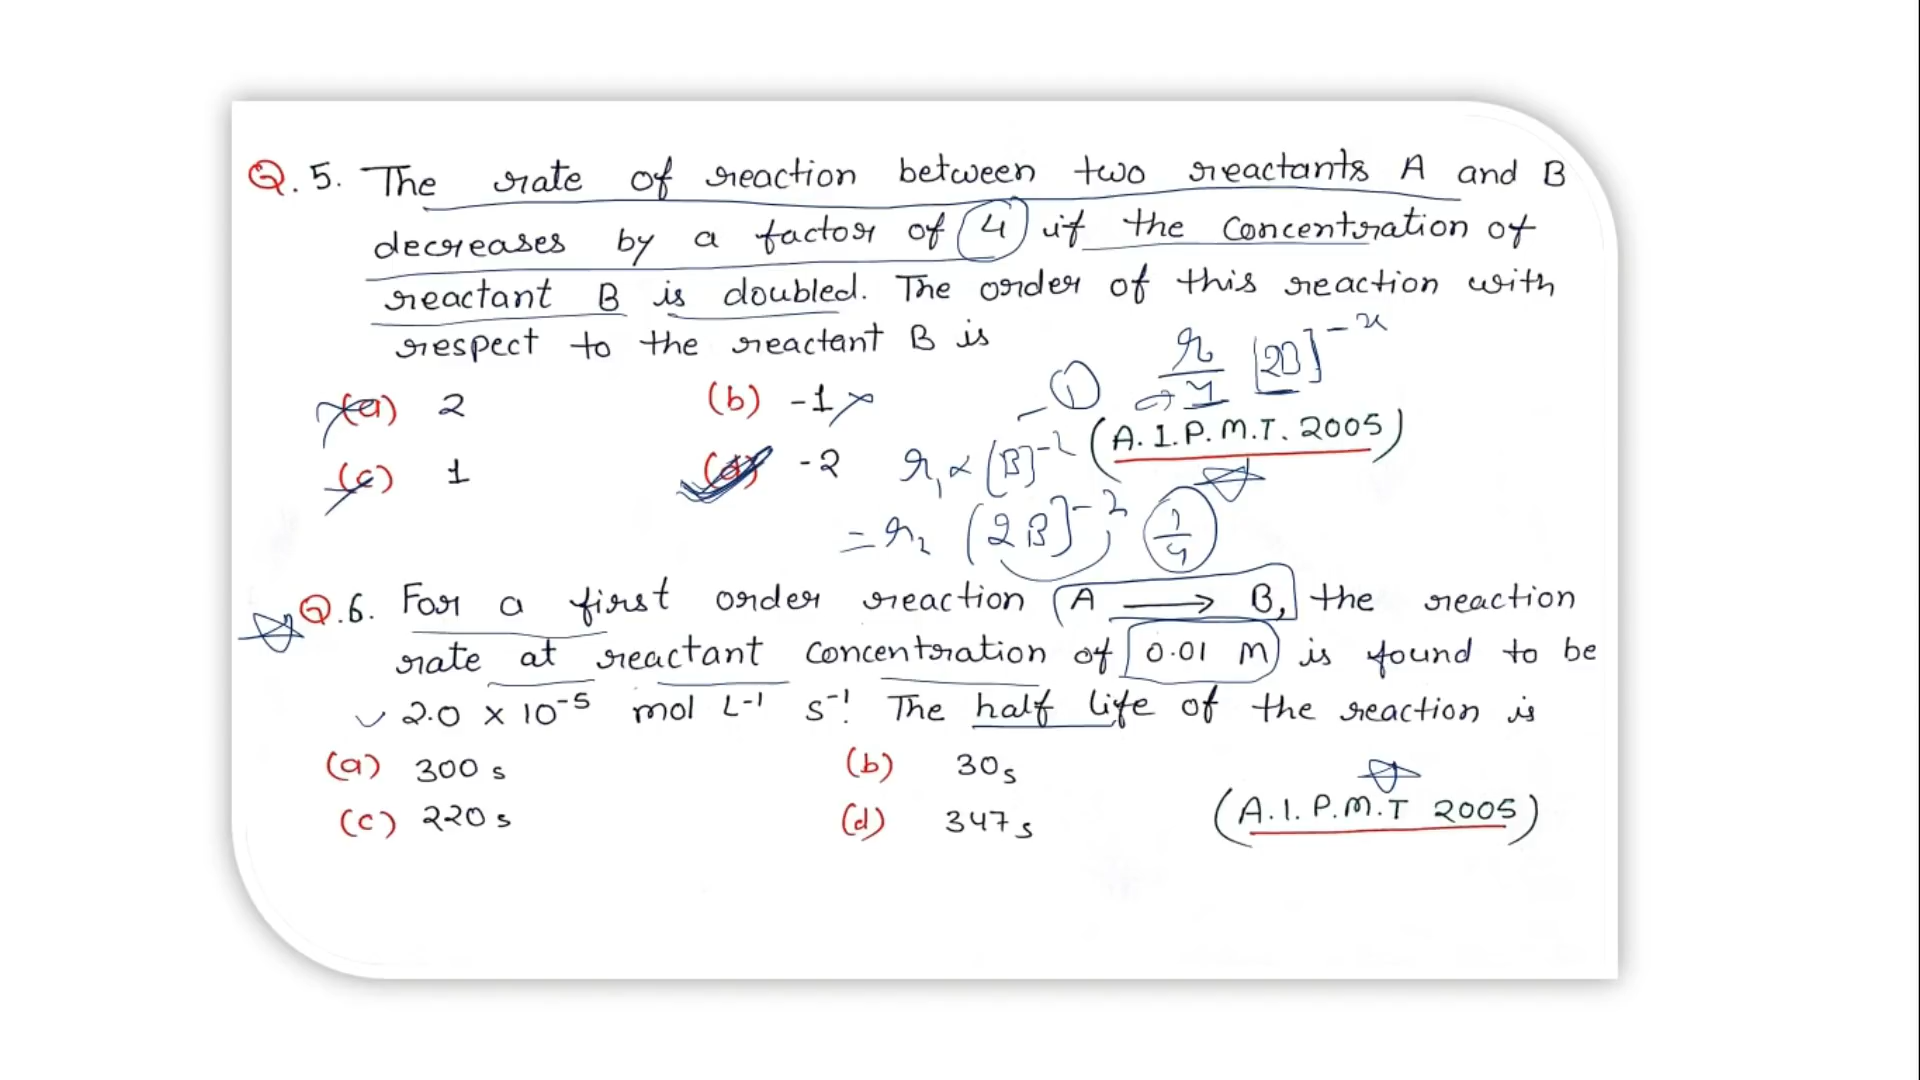 Q. 5. The rate of reaction between two reactants A and B
decreases by a factor of 4 if the concentration of
reactant B is doubled. The order of this reaction with
respect to the reactant B is
(a) 2 (b) -1
(c) 1 (d) -2
(A.I.P.M.T. 2005)
① r/4 [2B]⁻ˣ
r₁ ∝ [B]⁻²
= r₂ (2B]⁻² 1/4
Q.6. For a first order reaction A ⟶ B, the reaction
rate at reactant concentration of 0.01 M is found to be
2.0 × 10⁻⁵ mol L⁻¹ s⁻¹. The half life of the reaction is
(a) 300 s (b) 30s
(c) 220 s (d) 347 s
(A.I.P.M.T 2005)